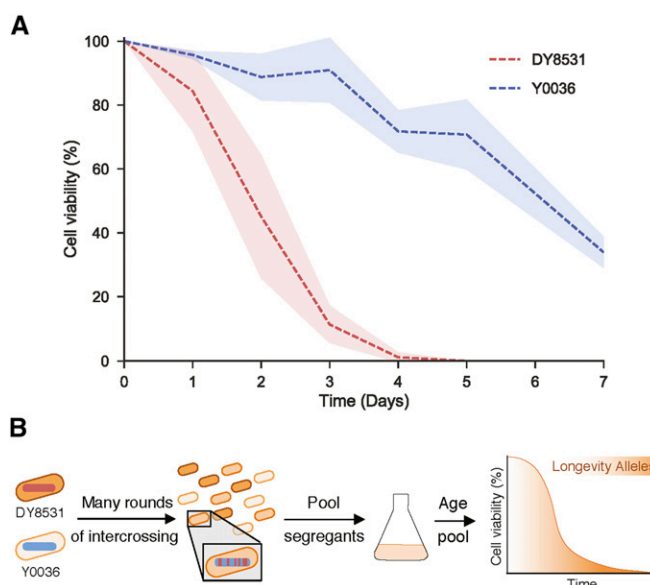 A
100
80
60
40
20
0
Cell viability (%)
0 1 2 3 4 5 6 7
Time (Days)
DY8531
Y0036
B
DY8531
Y0036
Many rounds
of intercrossing
Pool
segregants
Age
pool
Cell viability (%)
Longevity Alleles
Time